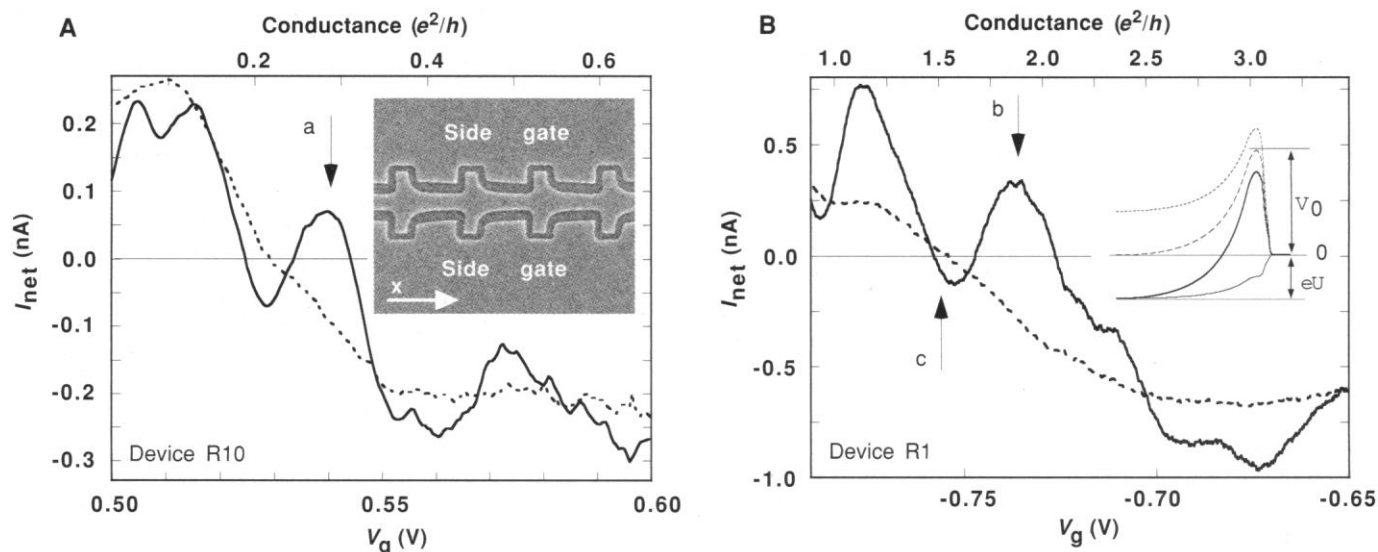 A
Conductance (e²/h)
0.2 0.4 0.6
0.2
0.1
0.0
-0.1
-0.2
-0.3
I_net (nA)
a
Side gate
Side gate
x
Device R10
0.50 0.55 0.60
V_g (V)
B
Conductance (e²/h)
1.0 1.5 2.0 2.5 3.0
0.5
0.0
-0.5
-1.0
I_net (nA)
b
c
V0
0
eU
Device R1
-0.75 -0.70 -0.65
V_g (V)